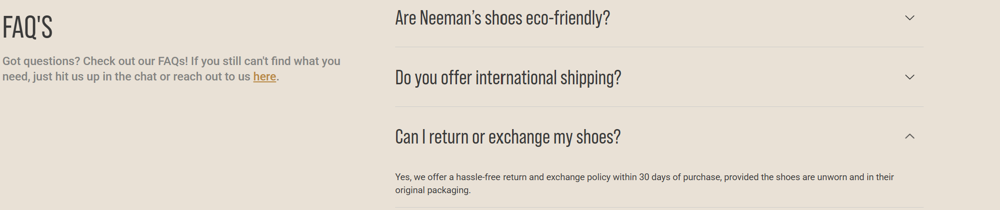 FAQ'S
Got questions? Check out our FAQs! If you still can't find what you
need, just hit us up in the chat or reach out to us here.
Are Neeman’s shoes eco-friendly?
Do you offer international shipping?
Can I return or exchange my shoes?
Yes, we offer a hassle-free return and exchange policy within 30 days of purchase, provided the shoes are unworn and in their
original packaging.